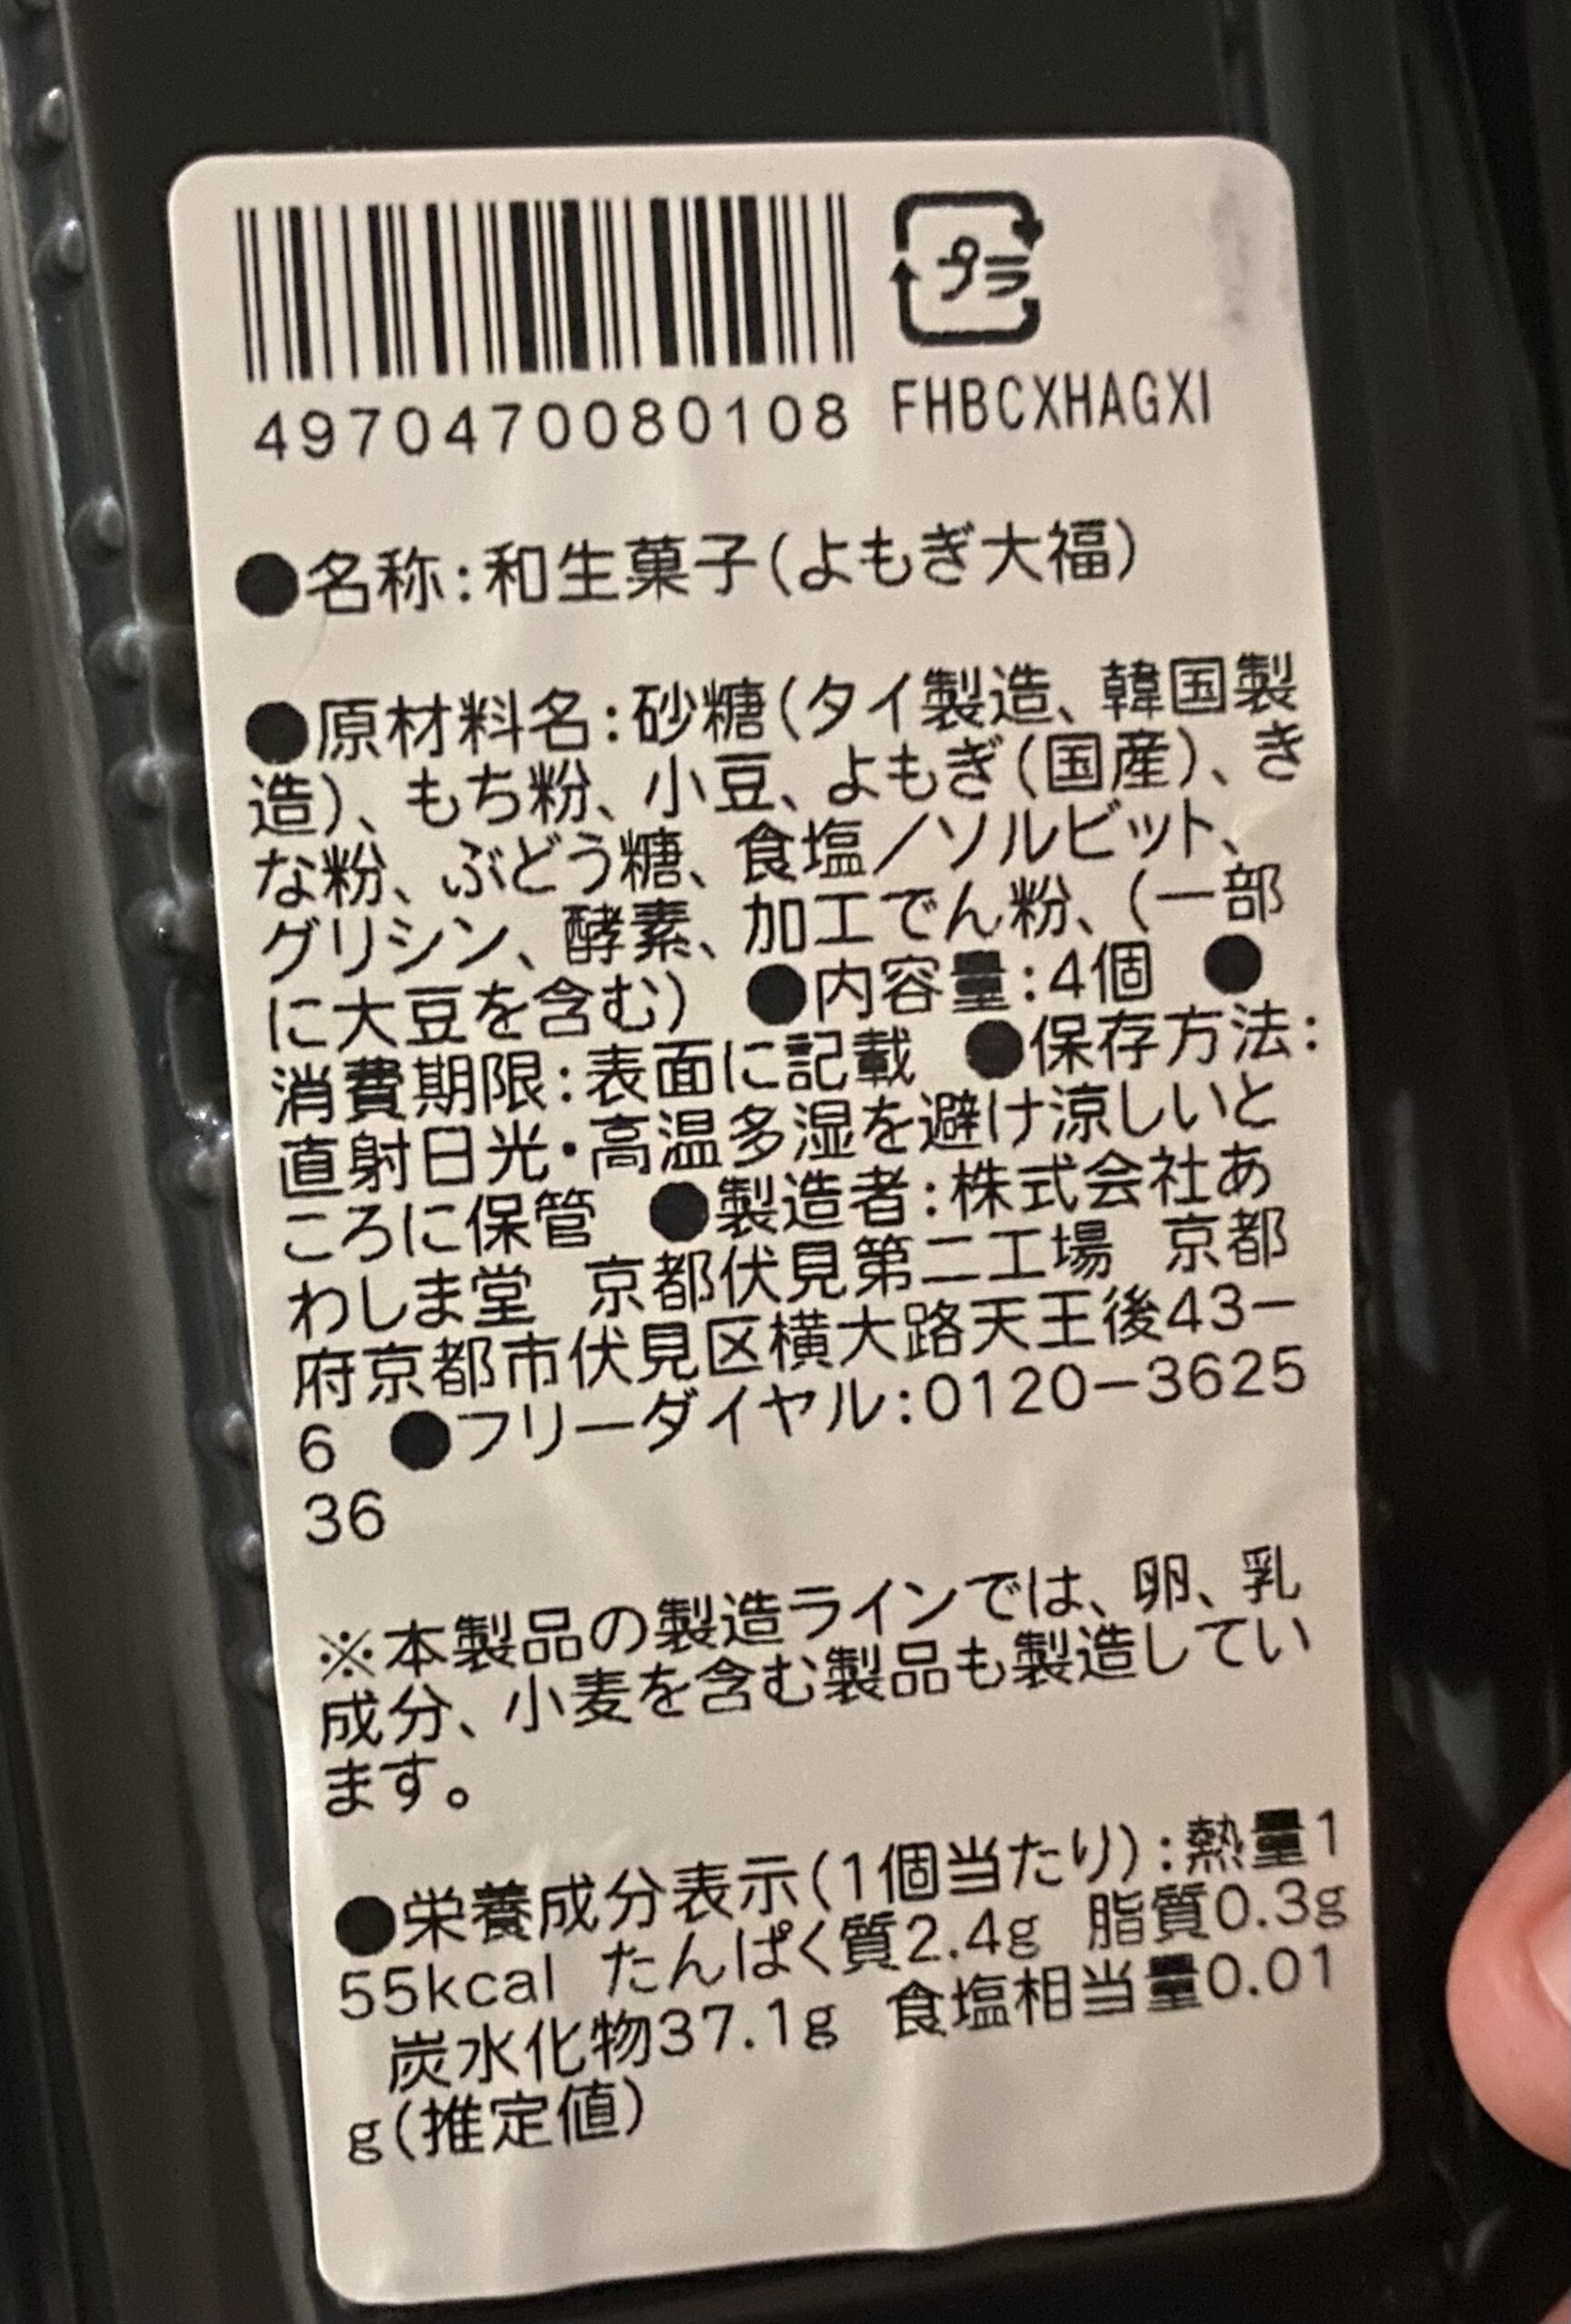 プラ
4970470080108 FHBCXHAGXI
●名称:和生菓子(よもぎ大福)
●原材料名:砂糖(タイ製造、韓国製
造)、もち粉、小豆、よもぎ(国産)、き
な粉、ぶどう糖、食塩/ソルビット、
グリシン、酵素、加工でん粉、(一部
に大豆を含む) ●内容量:4個 ●
消費期限:表面に記載 ●保存方法:
直射日光・高温多湿を避け涼しいと
ころに保管 ●製造者:株式会社あ
わしま堂 京都伏見第二工場 京都
府京都市伏見区横大路天王後43-
6 ●フリーダイヤル:0120-3625
36
※本製品の製造ラインでは、卵、乳
成分、小麦を含む製品も製造してい
ます。
●栄養成分表示(1個当たり):熱量1
55kcal たんぱく質2.4g 脂質0.3g
炭水化物37.1g 食塩相当量0.01
g(推定値)